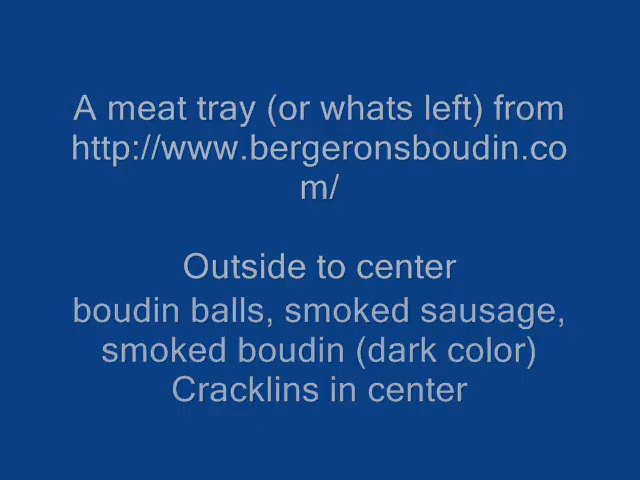 A meat tray (or whats left) from
http://www.bergeronsboudin.co
m/
Outside to center
boudin balls, smoked sausage,
smoked boudin (dark color)
Cracklins in center